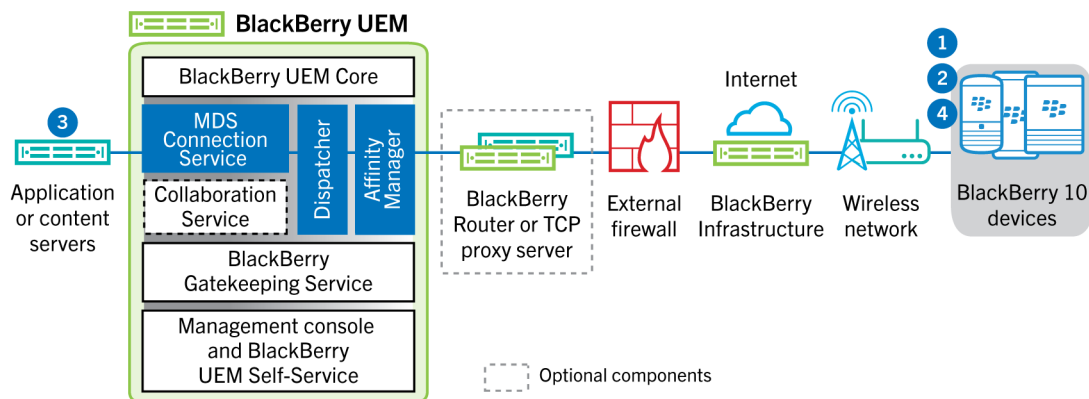 BlackBerry UEM
BlackBerry UEM Core
3
MDS
Connection
Service
Collaboration
Service
Dispatcher
Affinity
Manager
BlackBerry
Gatekeeping Service
Management console
and BlackBerry
UEM Self-Service
Application
or content
servers
BlackBerry
Router or TCP
proxy server
External
firewall
Internet
BlackBerry
Infrastructure
Wireless
network
1
2
4
BlackBerry 10
devices
Optional components